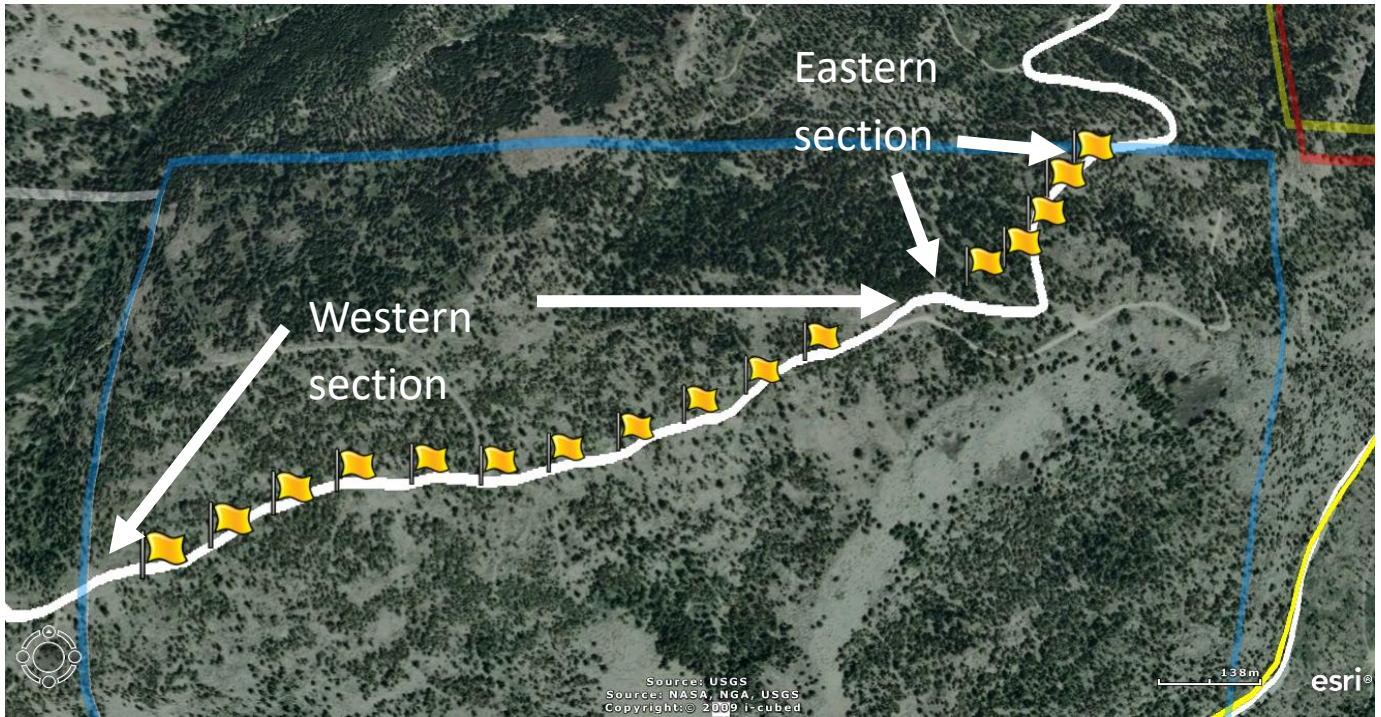 Eastern
section
Western
section
138m
Source: USGS
Source: NASA, NGA, USGS
Copyright:© 2009 i-cubed
esri®